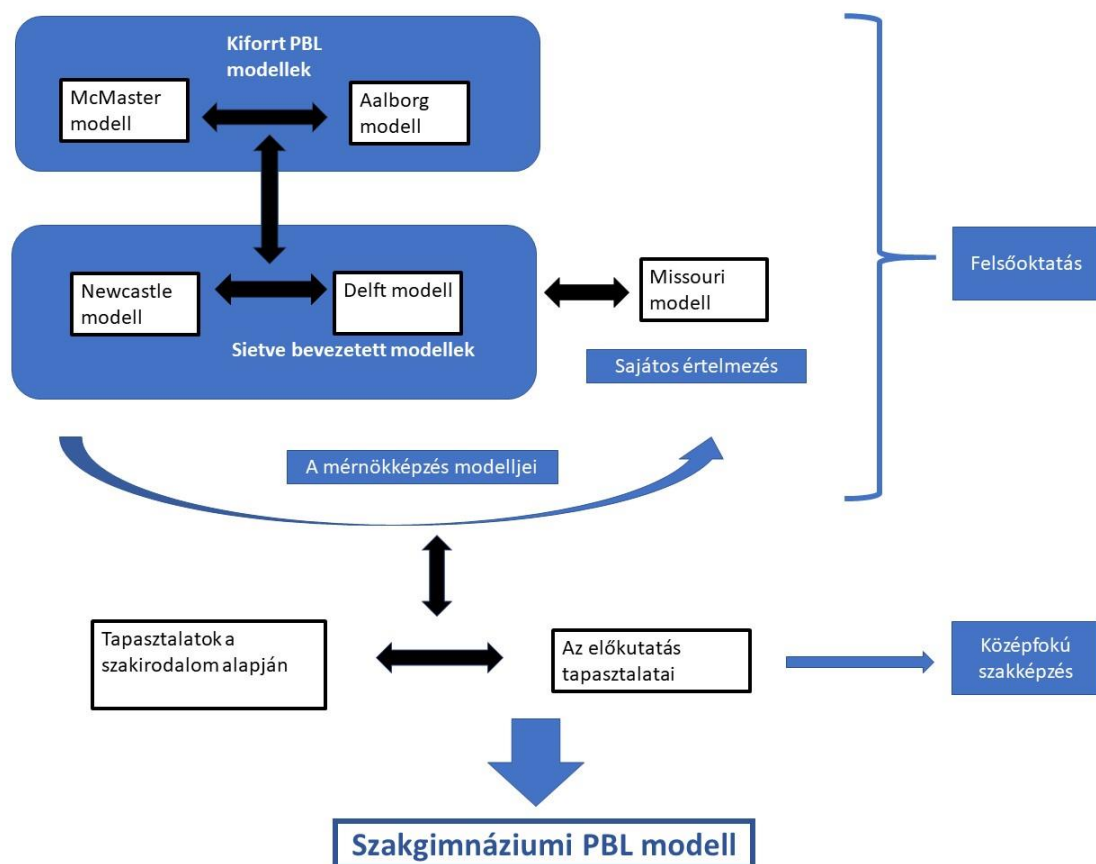 Kiforrt PBL
modellek
McMaster
modell
Aalborg
modell
Newcastle
modell
Delft modell
Sietve bevezetett modellek
Missouri
modell
Sajátos értelmezés
Felsőoktatás
A mérnökképzés modelljei
Tapasztalatok a
szakirodalom alapján
Az előkutatás
tapasztalatai
Középfokú
szakképzés
Szakgimnáziumi PBL modell